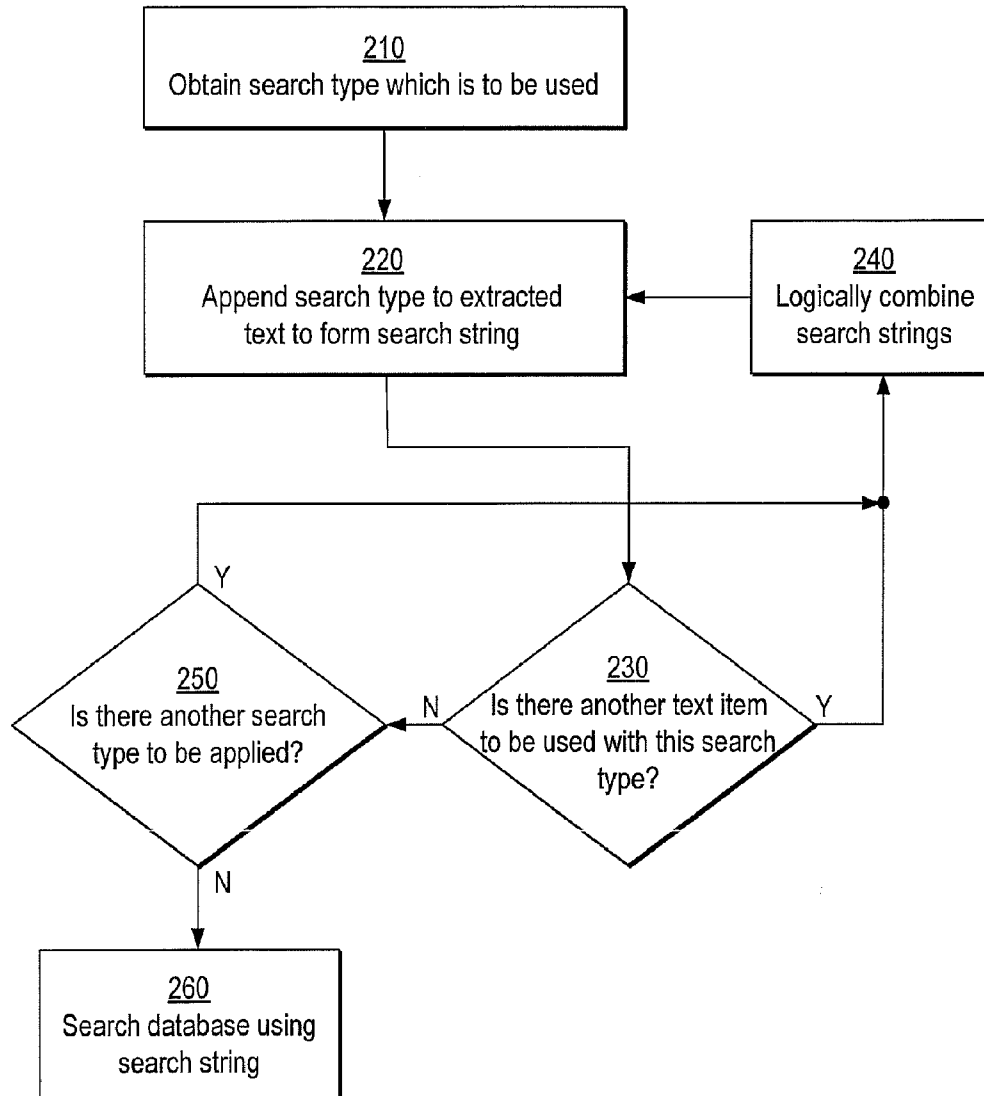 210
Obtain search type which is to be used
220
Append search type to extracted
text to form search string
240
Logically combine
search strings
Y
250
Is there another search
type to be applied?
N
230
Is there another text item
to be used with this search
type?
Y
N
260
Search database using
search string